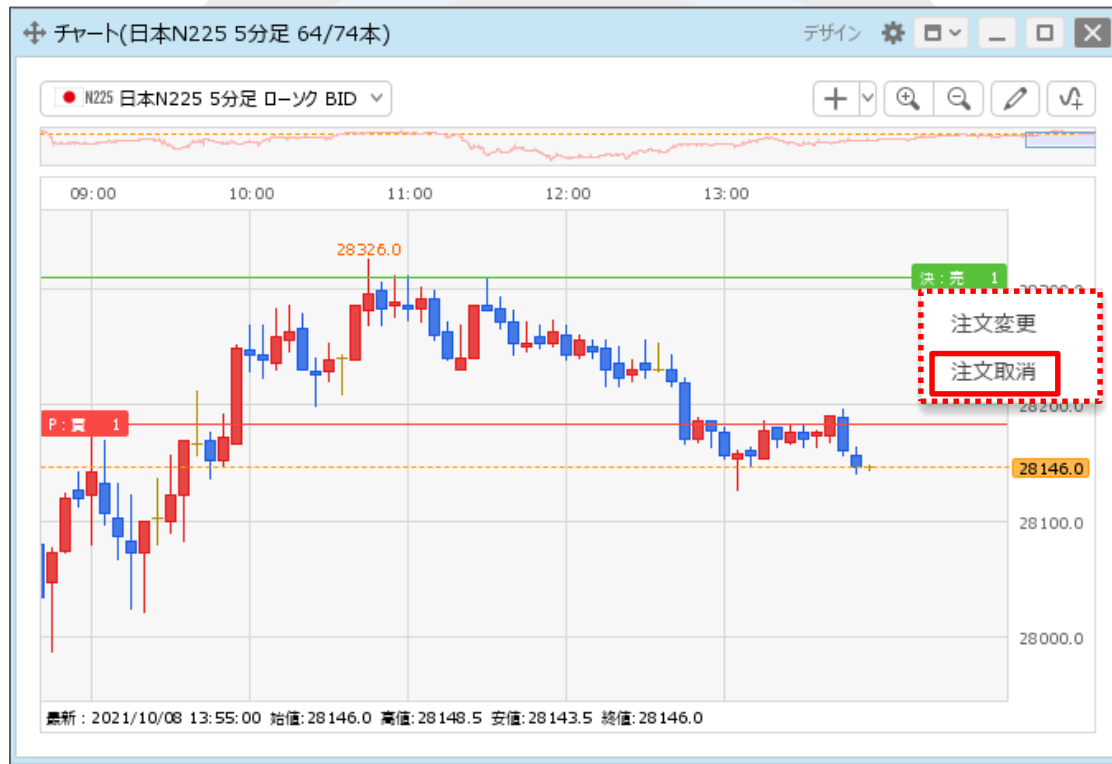 チャート(日本N225 5分足 64/74本)
デザイン
N225 日本N225 5分足 ローソク BID
09:00 10:00 11:00 12:00 13:00
28326.0
決:売 1
注文変更
注文取消
28200.0
P:買 1
28146.0
28100.0
28000.0
最新:2021/10/08 13:55:00 始値:28146.0 高値:28148.5 安値:28143.5 終値:28146.0